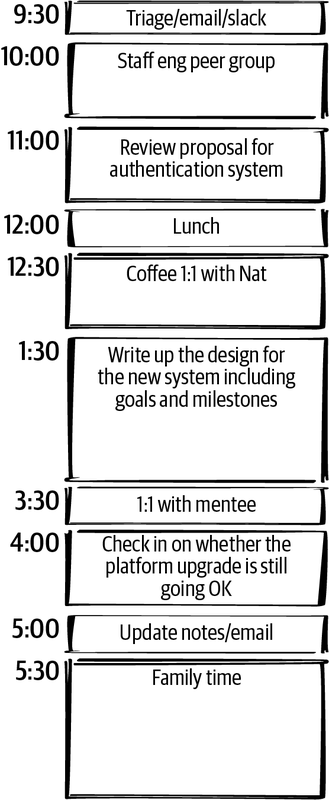 9:30
Triage/email/slack
10:00
Staff eng peer group
11:00
Review proposal for
authentication system
12:00
Lunch
12:30
Coffee 1:1 with Nat
1:30
Write up the design for
the new system including
goals and milestones
3:30
1:1 with mentee
4:00
Check in on whether the
platform upgrade is still
going OK
5:00
Update notes/email
5:30
Family time